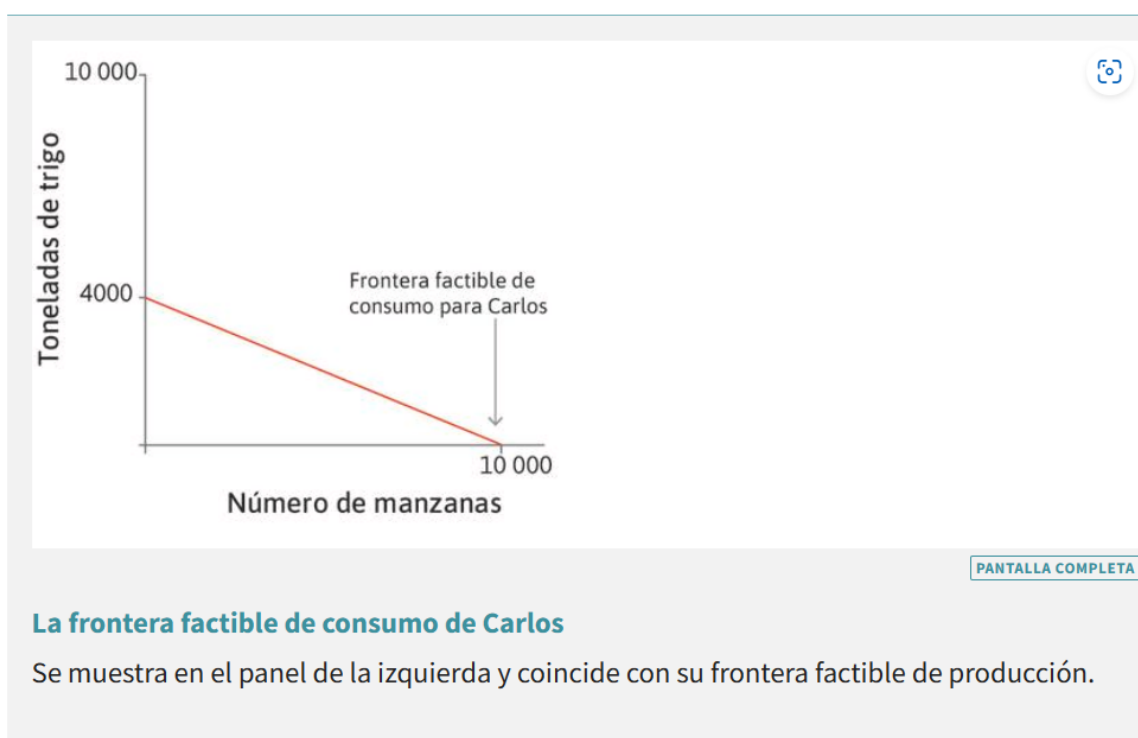 10 000
Toneladas de trigo
4000
Frontera factible de
consumo para Carlos
10 000
Número de manzanas
PANTALLA COMPLETA
La frontera factible de consumo de Carlos
Se muestra en el panel de la izquierda y coincide con su frontera factible de producción.